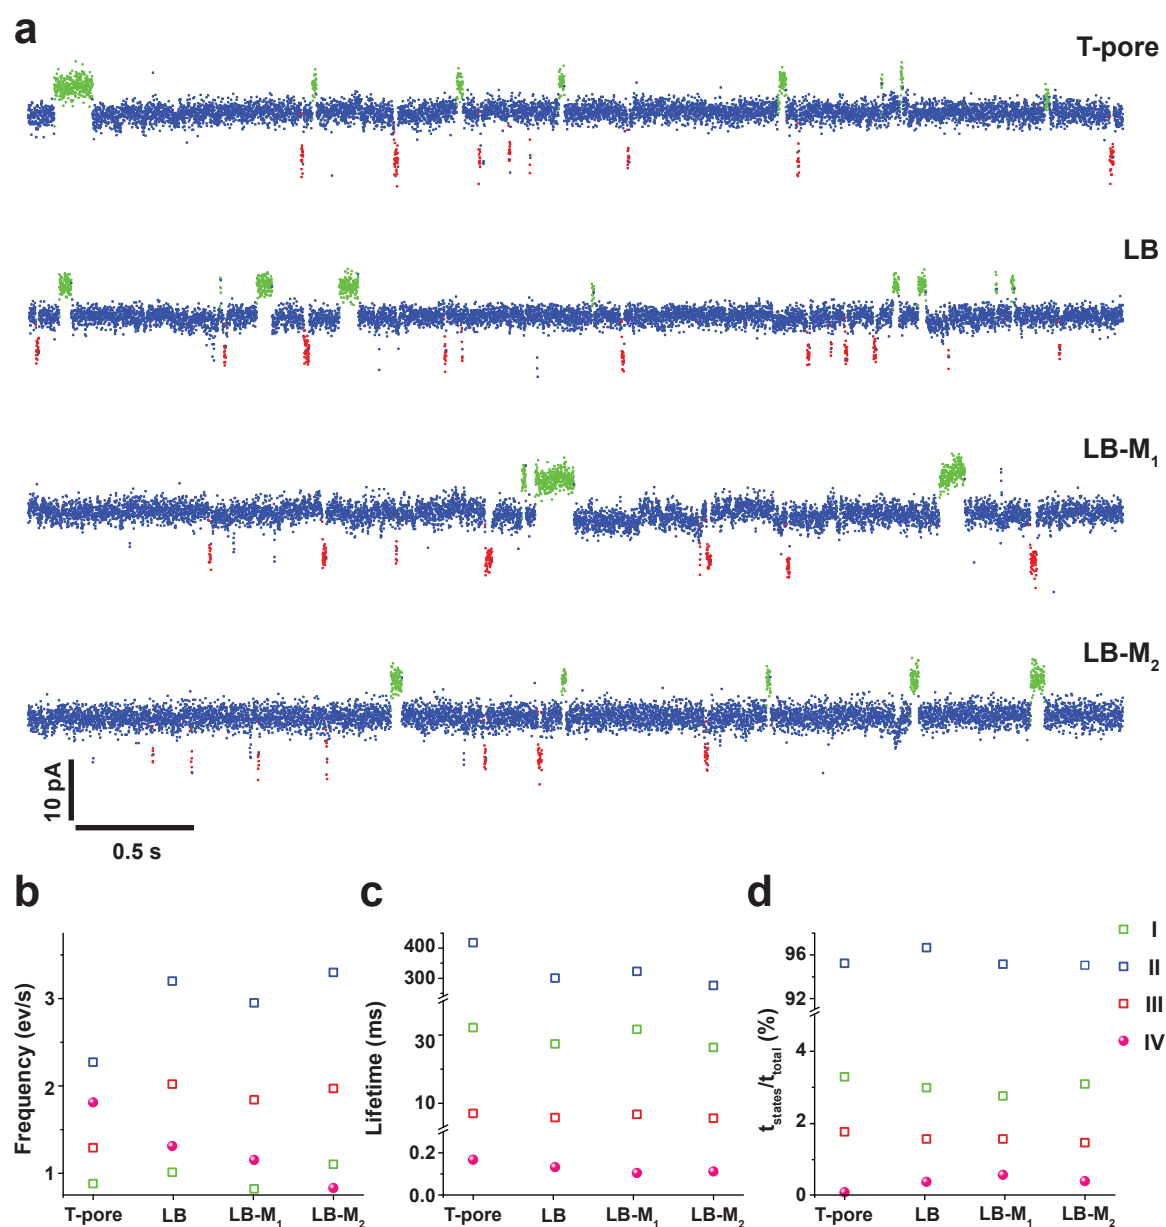 a
T-pore
LB
LB-M₁
LB-M₂
10 pA
0.5 s
b
Frequency (ev/s)
3
2
1
T-pore
LB
LB-M₁
LB-M₂
c
Lifetime (ms)
400
300
30
10
0.2
0.0
T-pore
LB
LB-M₁
LB-M₂
d
t_states/t_total (%)
96
92
4
2
0
T-pore
LB
LB-M₁
LB-M₂
I
II
III
IV